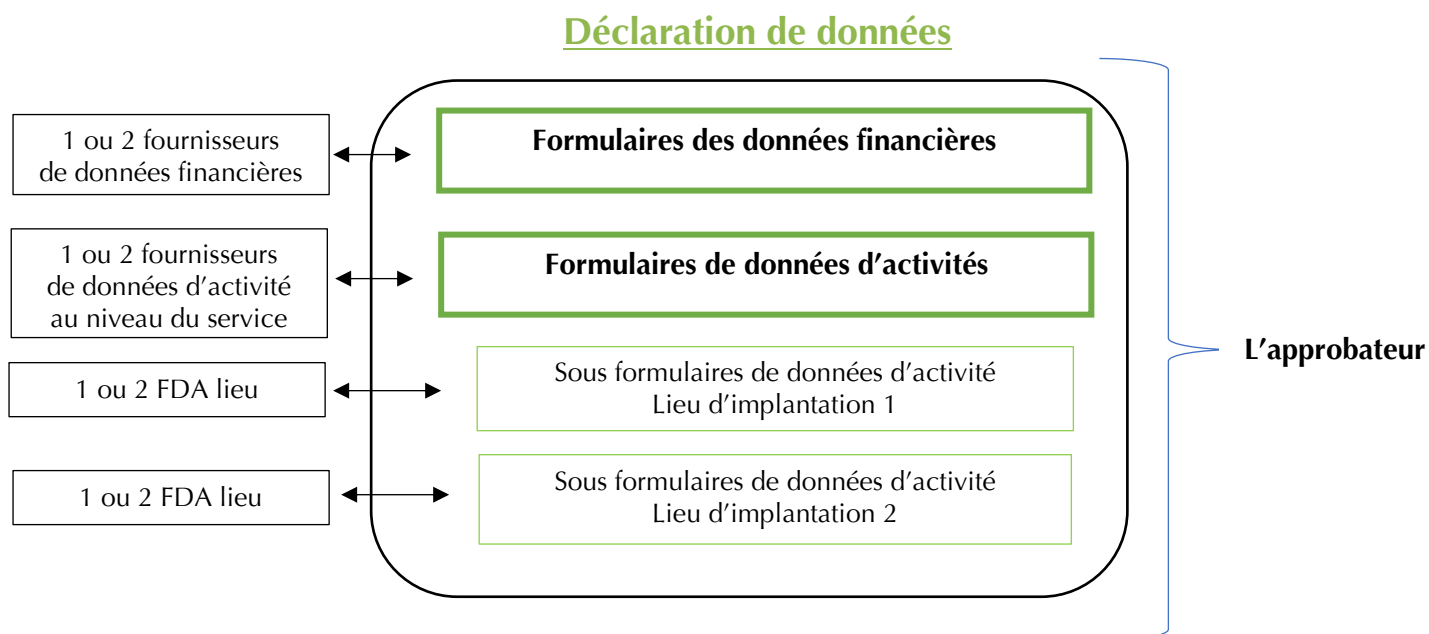 Déclaration de données
1 ou 2 fournisseurs
de données financières
Formulaires des données financières
1 ou 2 fournisseurs
de données d’activité
au niveau du service
Formulaires de données d’activités
L’approbateur
1 ou 2 FDA lieu
Sous formulaires de données d’activité
Lieu d’implantation 1
1 ou 2 FDA lieu
Sous formulaires de données d’activité
Lieu d’implantation 2